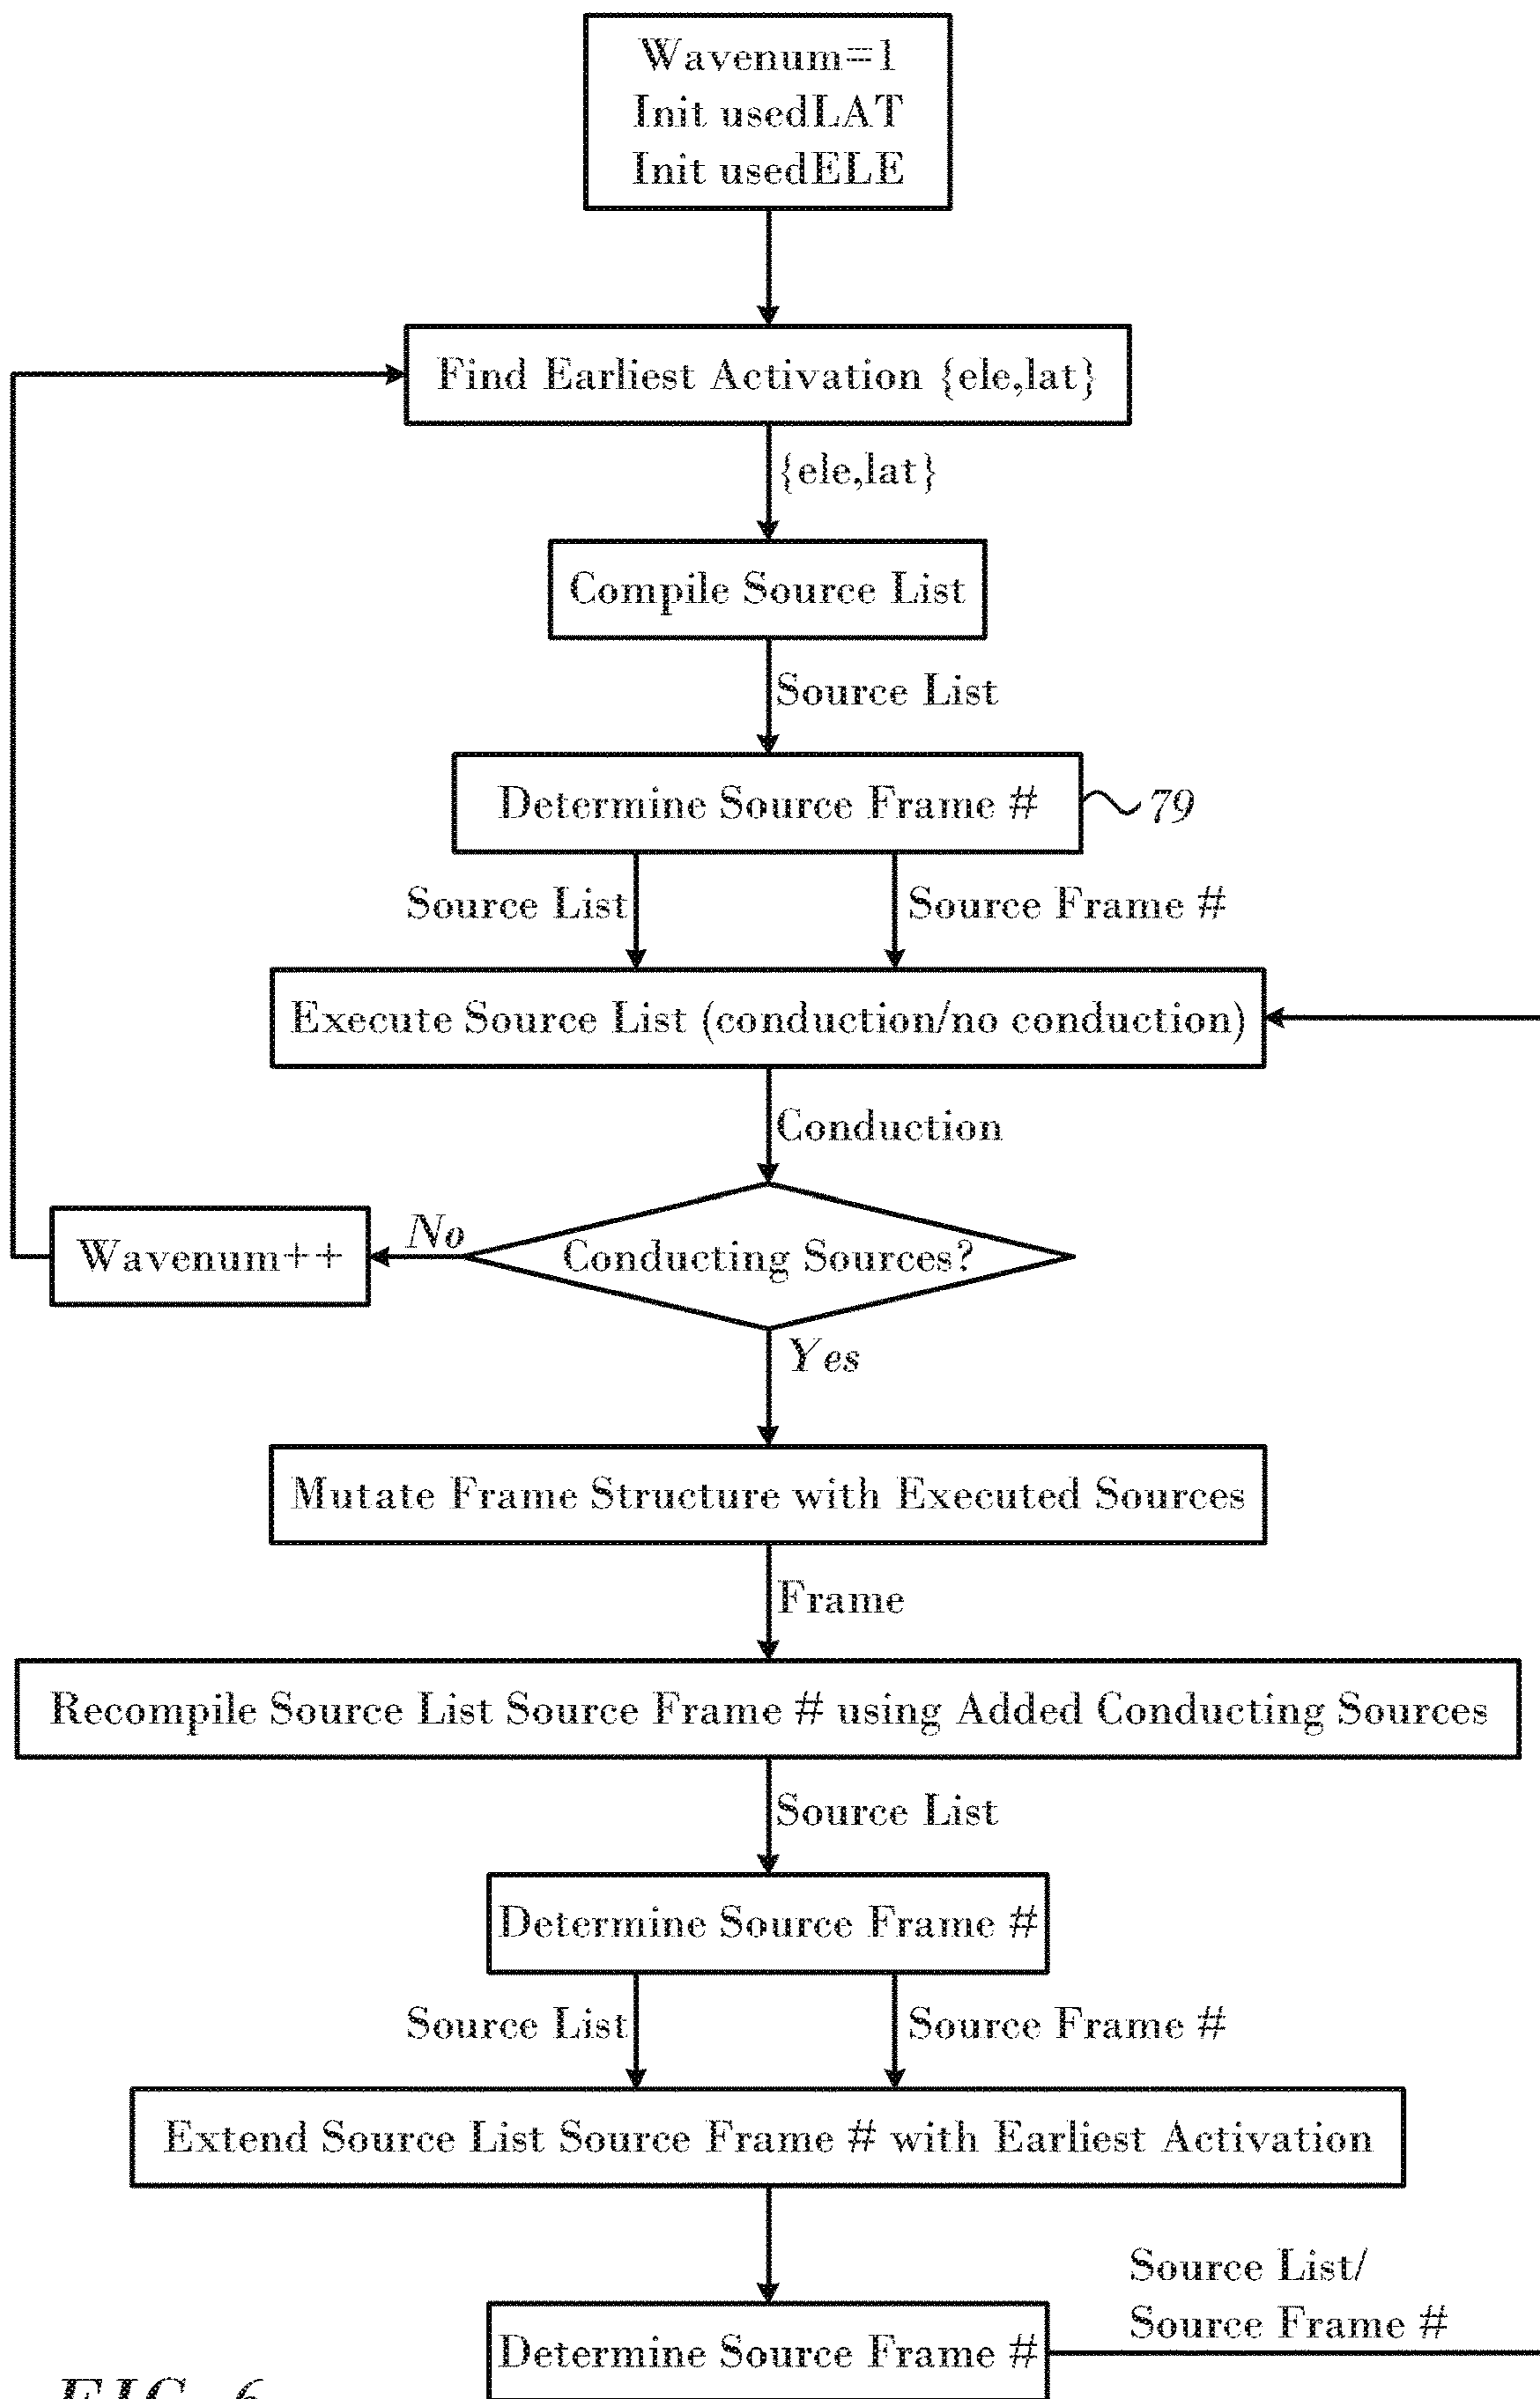 Wavenum=1
Init usedLAT
Init usedELE
Find Earliest Activation {ele,lat}
{ele,lat}
Compile Source List
Source List
Determine Source Frame #
79
Source List
Source Frame #
Execute Source List (conduction/no conduction)
Conduction
Wavenum++
No
Conducting Sources?
Yes
Mutate Frame Structure with Executed Sources
Frame
Recompile Source List Source Frame # using Added Conducting Sources
Source List
Determine Source Frame #
Source List
Source Frame #
Extend Source List Source Frame # with Earliest Activation
Source List/
Source Frame #
Determine Source Frame #
FIG. 6